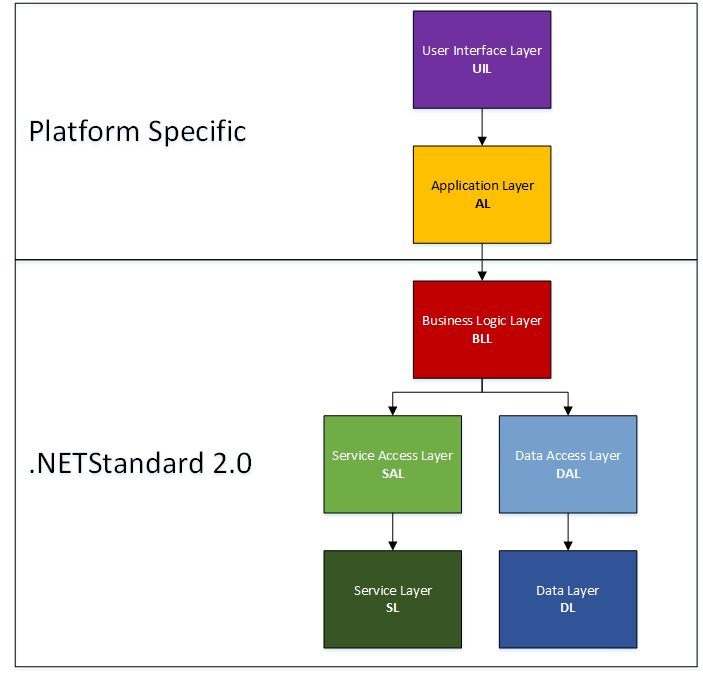 User Interface Layer
UIL
Platform Specific
Application Layer
AL
Business Logic Layer
BLL
.NETStandard 2.0
Service Access Layer
SAL
Data Access Layer
DAL
Service Layer
SL
Data Layer
DL